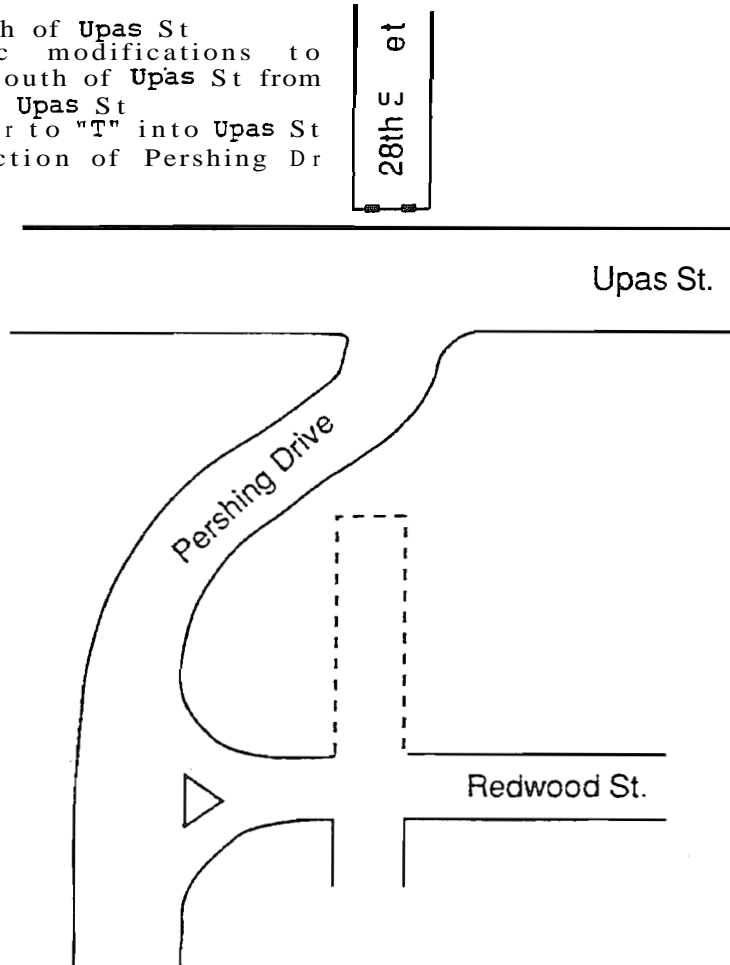 h of Upas St
c modifications to
outh of Upas St from
Upas St
r to "T" into Upas St
ction of Pershing Dr
28th et
Upas St.
Pershing Drive
Redwood St.